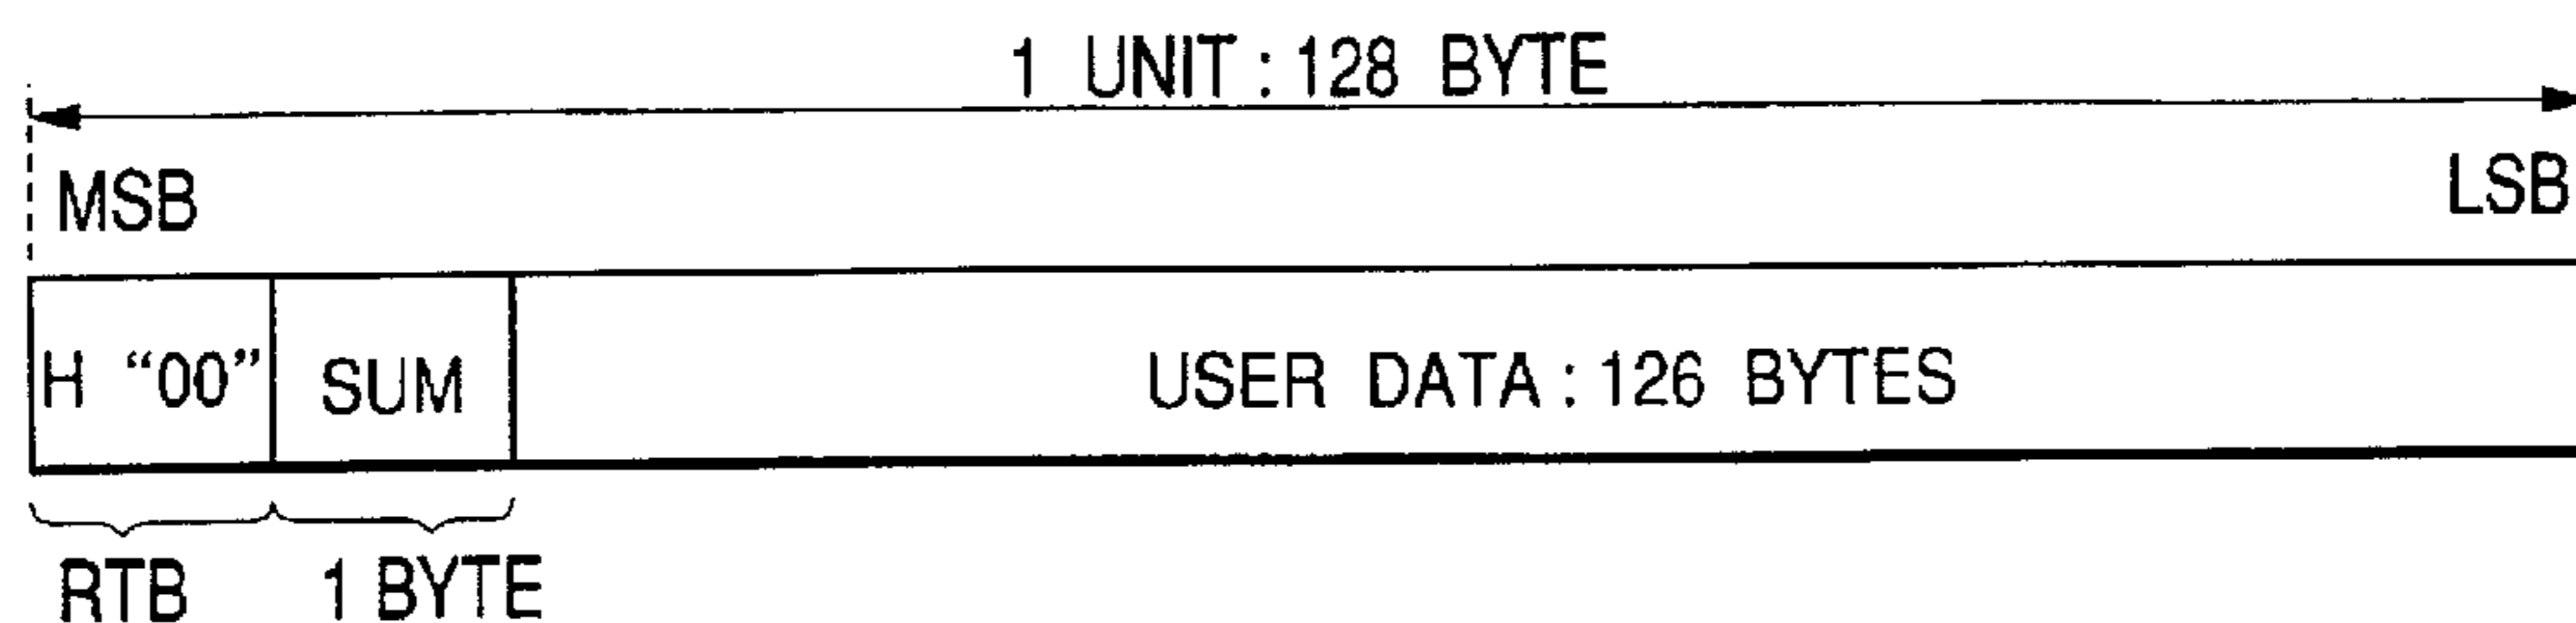 1 UNIT : 128 BYTE
MSB LSB
H “00” SUM USER DATA : 126 BYTES
RTB 1 BYTE